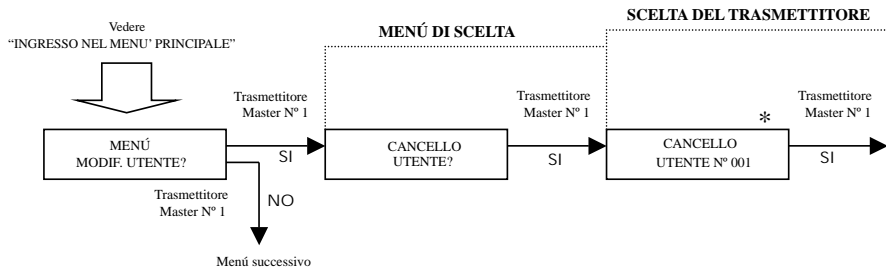 Vedere
“INGRESSO NEL MENU’ PRINCIPALE”
MENÚ DI SCELTA
SCELTA DEL TRASMETTITORE
Trasmettitore
Master Nº 1
Trasmettitore
Master Nº 1
*
Trasmettitore
Master Nº 1
MENÚ
MODIF. UTENTE?
SI
CANCELLO
UTENTE?
SI
CANCELLO
UTENTE Nº 001
SI
Trasmettitore
Master Nº 1
NO
Menú successivo